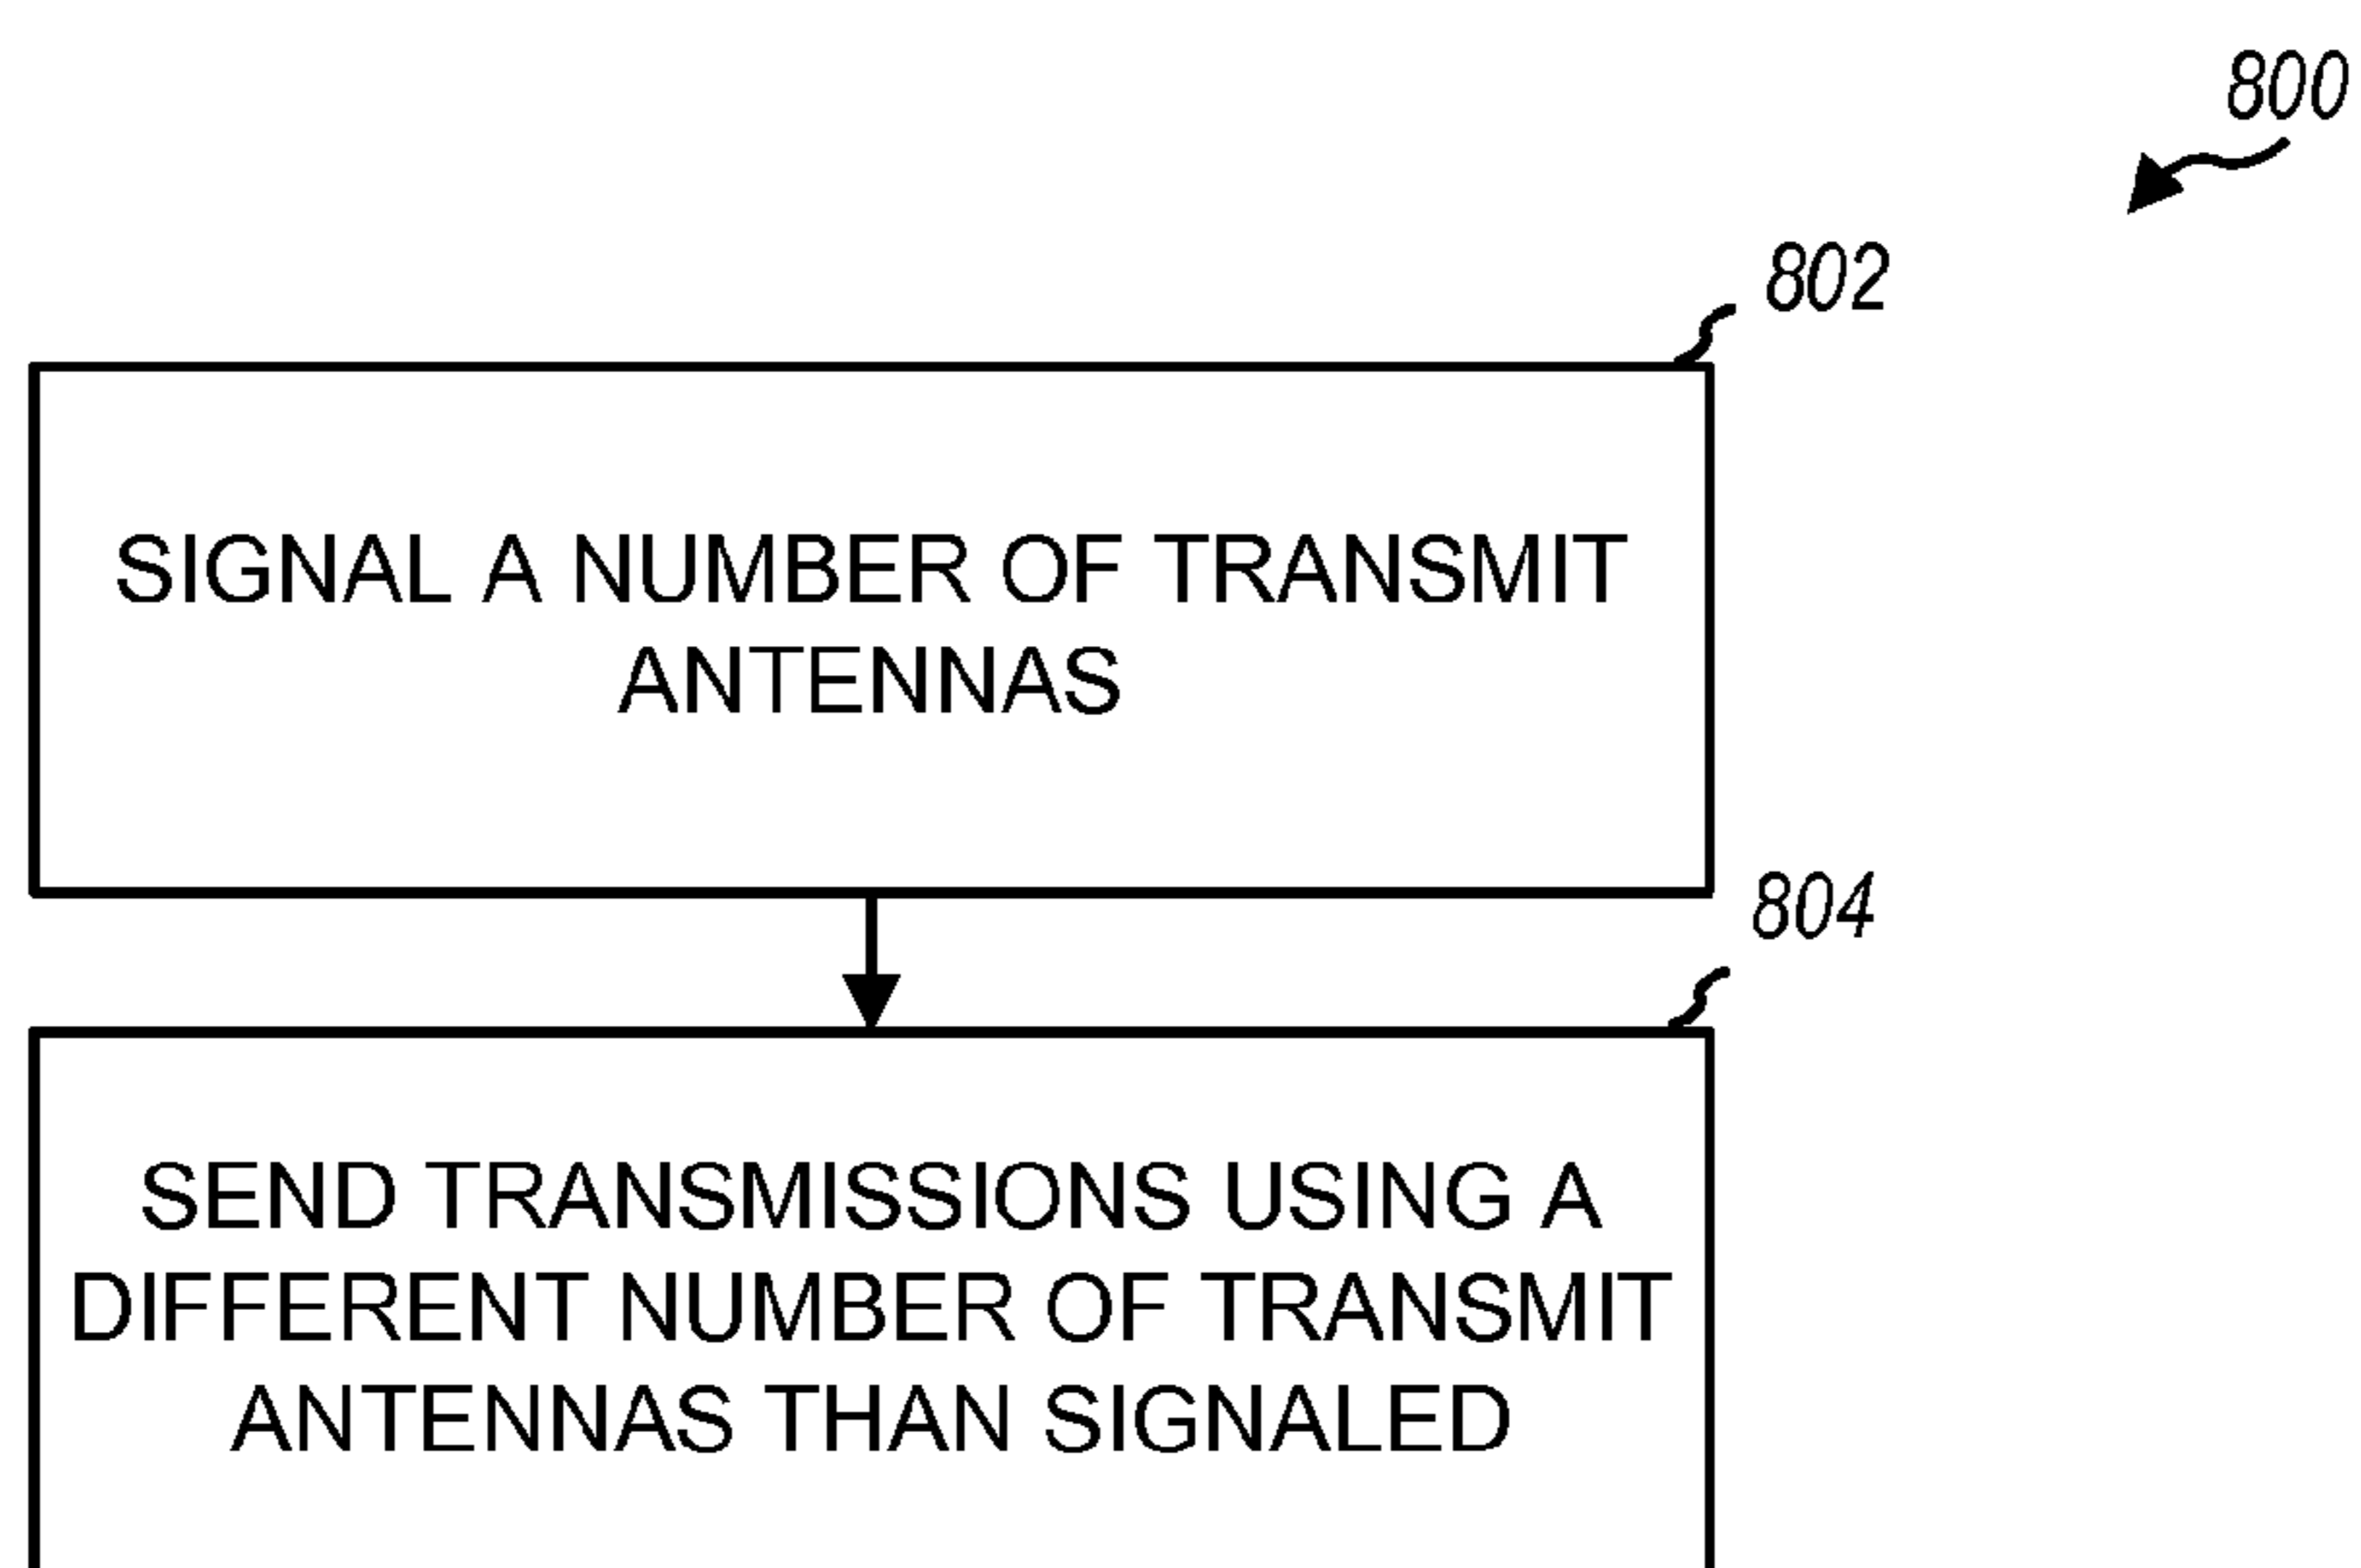 800
802
SIGNAL A NUMBER OF TRANSMIT
ANTENNAS
804
SEND TRANSMISSIONS USING A
DIFFERENT NUMBER OF TRANSMIT
ANTENNAS THAN SIGNALED